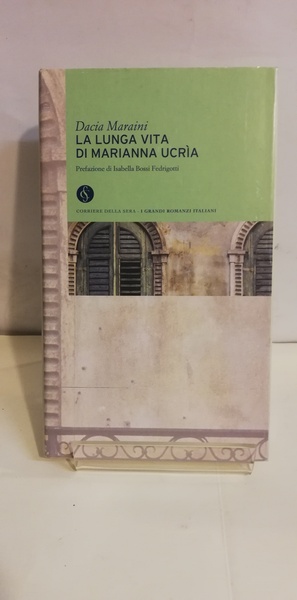 Dacia Maraini
LA LUNGA VITA
DI MARIANNA UCRÌA
Prefazione di Isabella Bossi Fedrigotti
CORRIERE DELLA SERA - I GRANDI ROMANZI ITALIANI